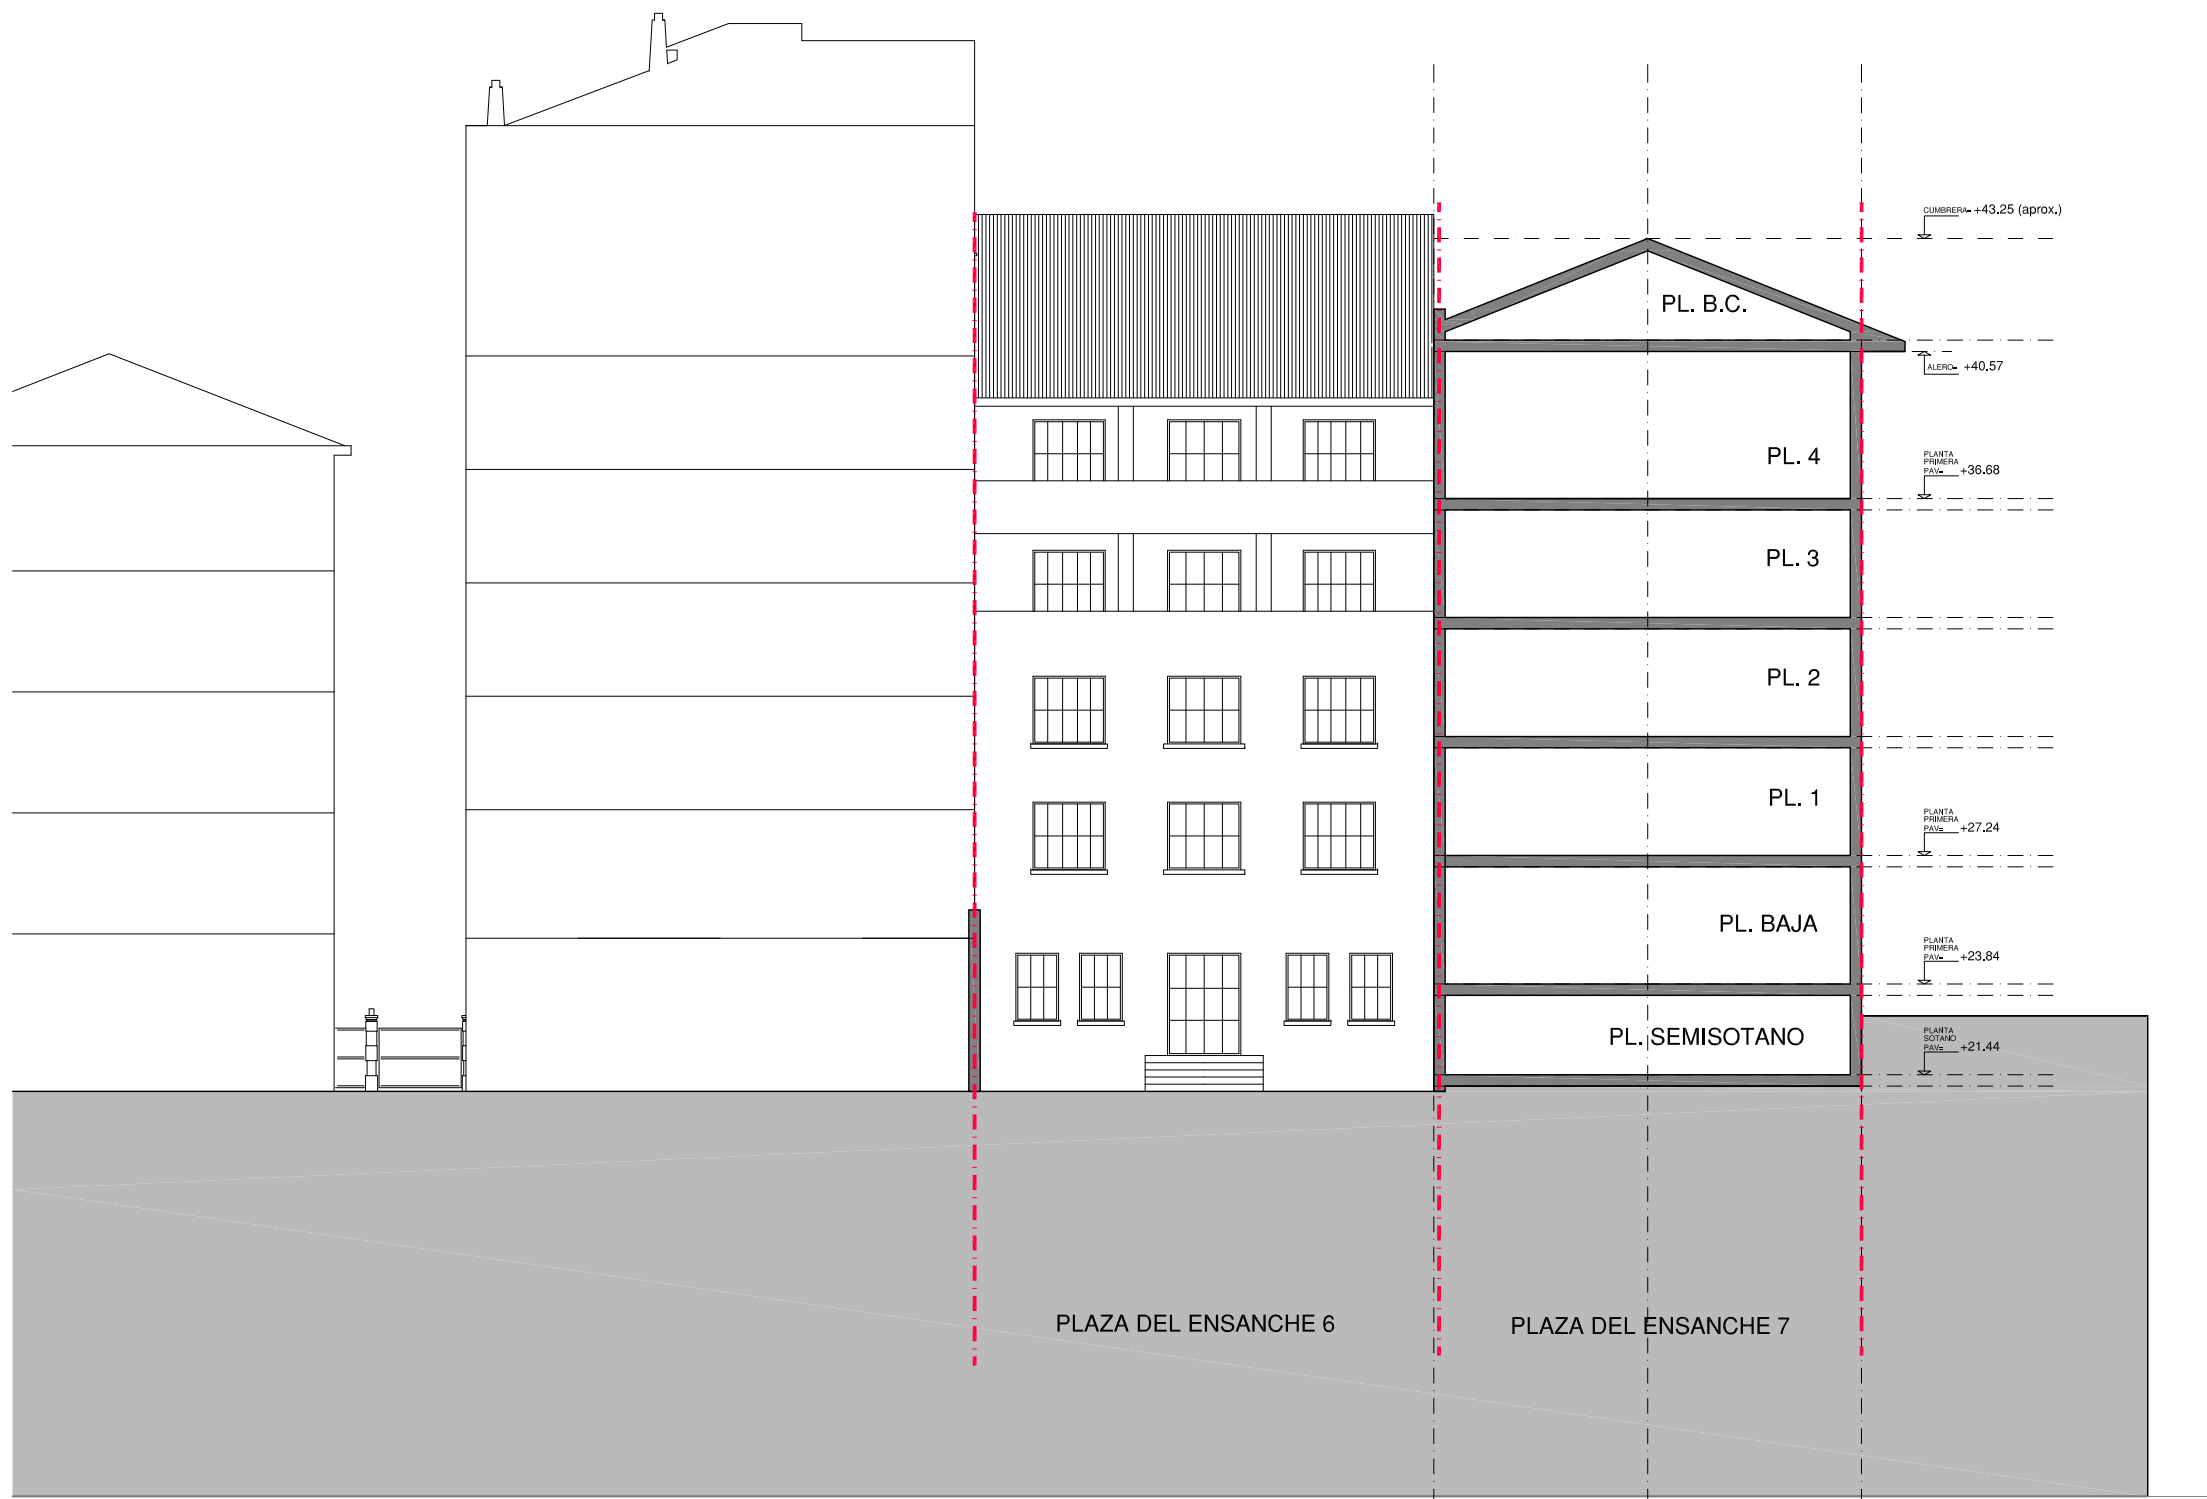 CUMBRERA= +43.25 (aprox.)
PL. B.C.
ALERO= +40.57
PL. 4
PLANTA
PRIMERA
PAV= +36.68
PL. 3
PL. 2
PL. 1
PLANTA
PRIMERA
PAV= +27.24
PL. BAJA
PLANTA
PRIMERA
PAV= +23.84
PL. SEMISOTANO
PLANTA
SOTANO
PAV= +21.44
PLAZA DEL ENSANCHE 6
PLAZA DEL ENSANCHE 7